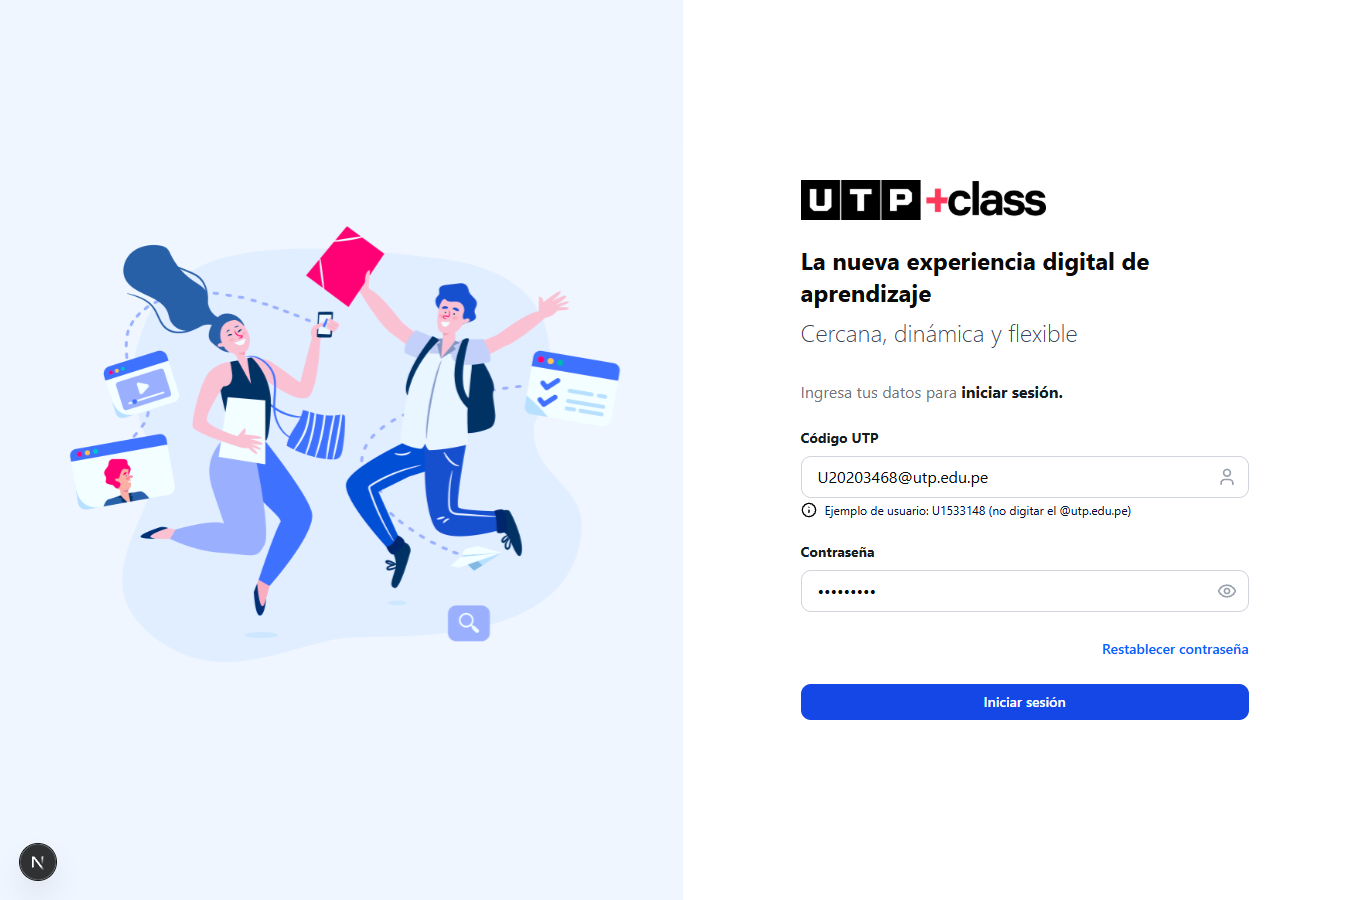 UTP+class
La nueva experiencia digital de
aprendizaje
Cercana, dinámica y flexible
Ingresa tus datos para iniciar sesión.
Código UTP
U20203468@utp.edu.pe
Ejemplo de usuario: U1533148 (no digitar el @utp.edu.pe)
Contraseña
•••••••••
Restablecer contraseña
Iniciar sesión
N